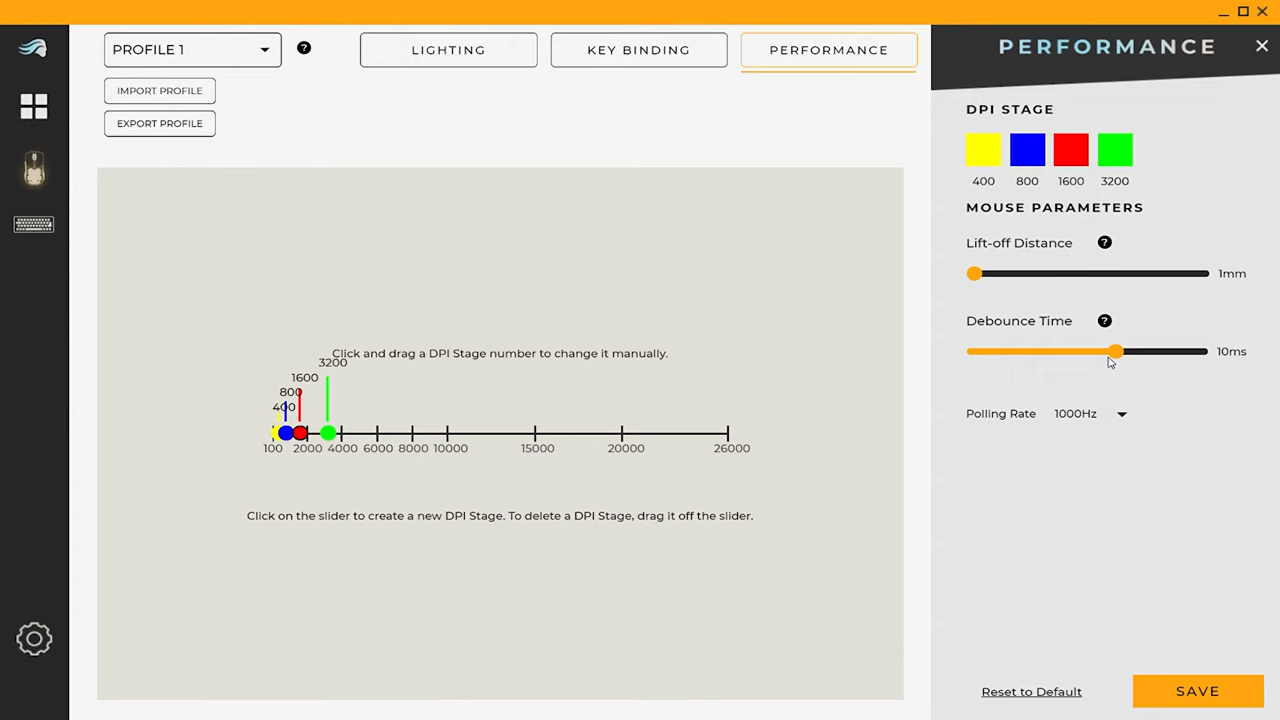 PROFILE 1
?
LIGHTING
KEY BINDING
PERFORMANCE
IMPORT PROFILE
EXPORT PROFILE
Click and drag a DPI Stage number to change it manually.
3200
1600
800
400
100 2000 4000 6000 8000 10000 15000 20000 26000
Click on the slider to create a new DPI Stage. To delete a DPI Stage, drag it off the slider.
PERFORMANCE
DPI STAGE
400 800 1600 3200
MOUSE PARAMETERS
Lift-off Distance ?
1mm
Debounce Time ?
10ms
Polling Rate 1000Hz
Reset to Default
SAVE